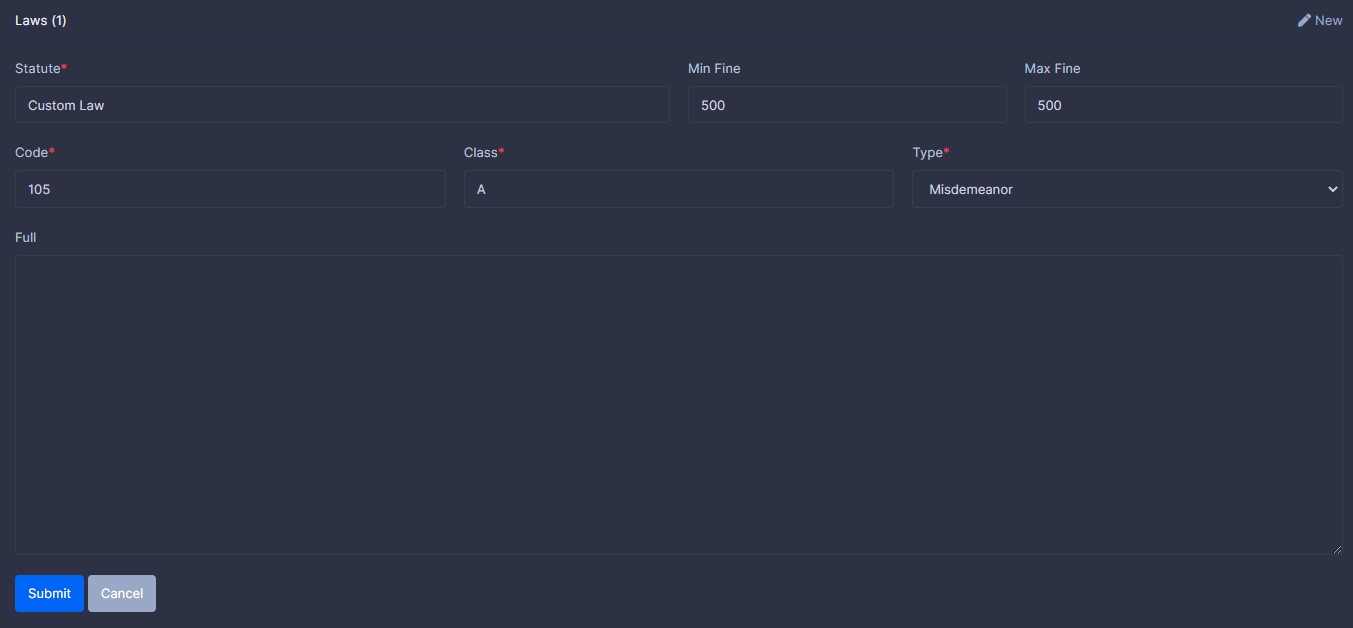 Laws (1) New
Statute* Min Fine Max Fine
Custom Law 500 500
Code* Class* Type*
105 A Misdemeanor
Full
Submit Cancel